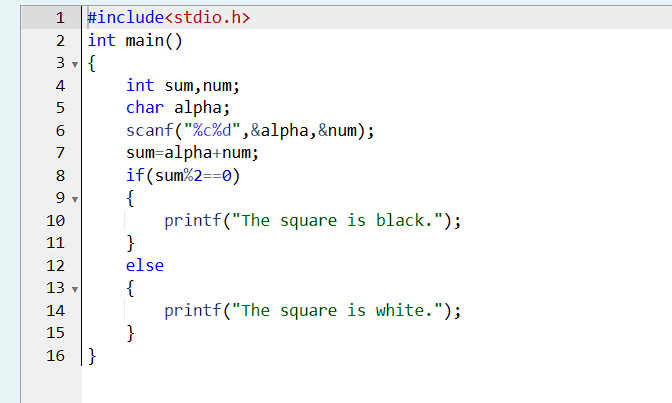 1 #include<stdio.h>
2 int main()
3 {
4     int sum,num;
5     char alpha;
6     scanf("%c%d",&alpha,&num);
7     sum=alpha+num;
8     if(sum%2==0)
9     {
10         printf("The square is black.");
11     }
12     else
13     {
14         printf("The square is white.");
15     }
16 }